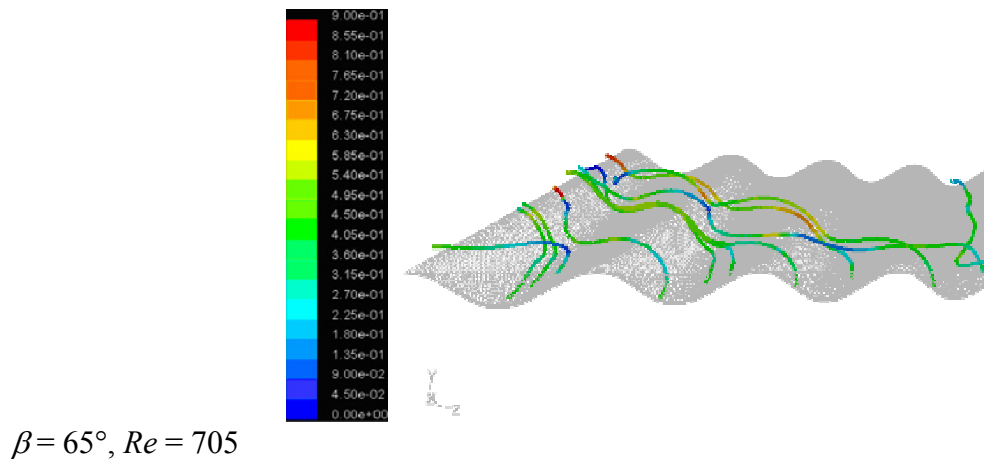 9.00e-01
8.55e-01
8.10e-01
7.65e-01
7.20e-01
6.75e-01
6.30e-01
5.85e-01
5.40e-01
4.95e-01
4.50e-01
4.05e-01
3.60e-01
3.15e-01
2.70e-01
2.25e-01
1.80e-01
1.35e-01
9.00e-02
4.50e-02
0.00e+00
Y
X
Z
β = 65°, Re = 705